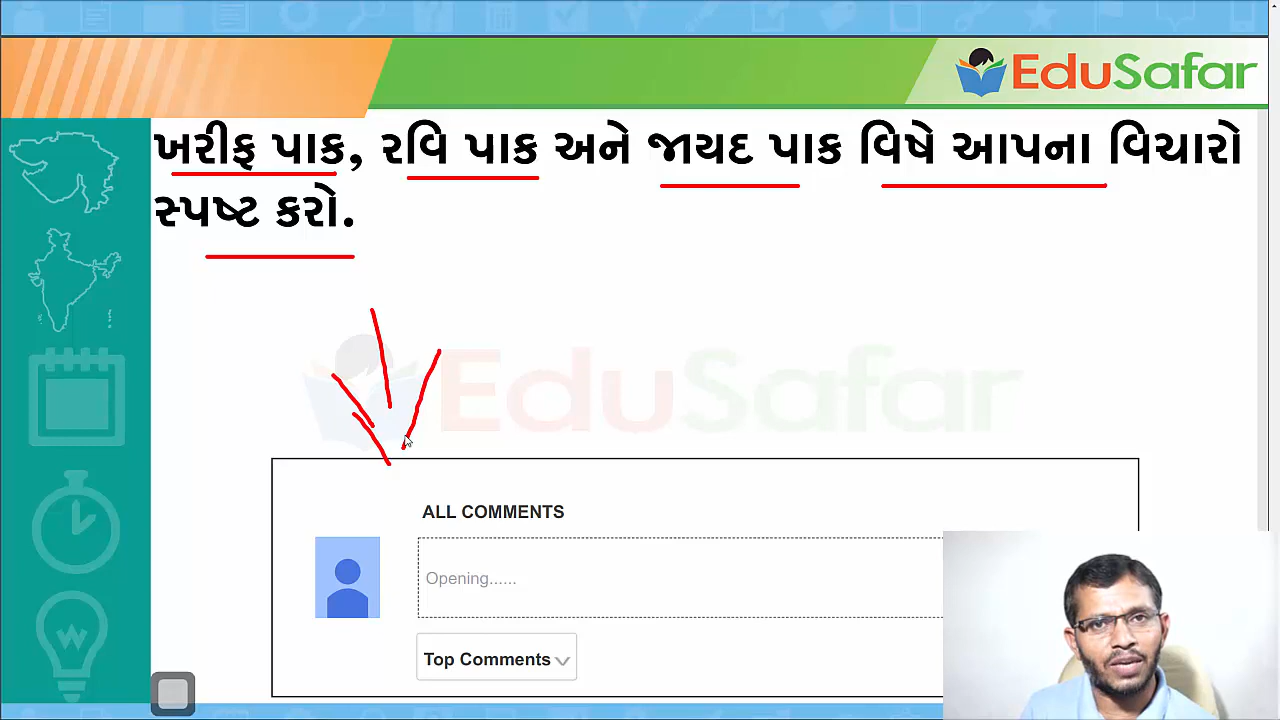 EduSafar
ખરીફ પાક, રવિ પાક અને જાયદ પાક વિષે આપના વિચારો
સ્પષ્ટ કરો.
EduSafar
ALL COMMENTS
Opening......
Top Comments